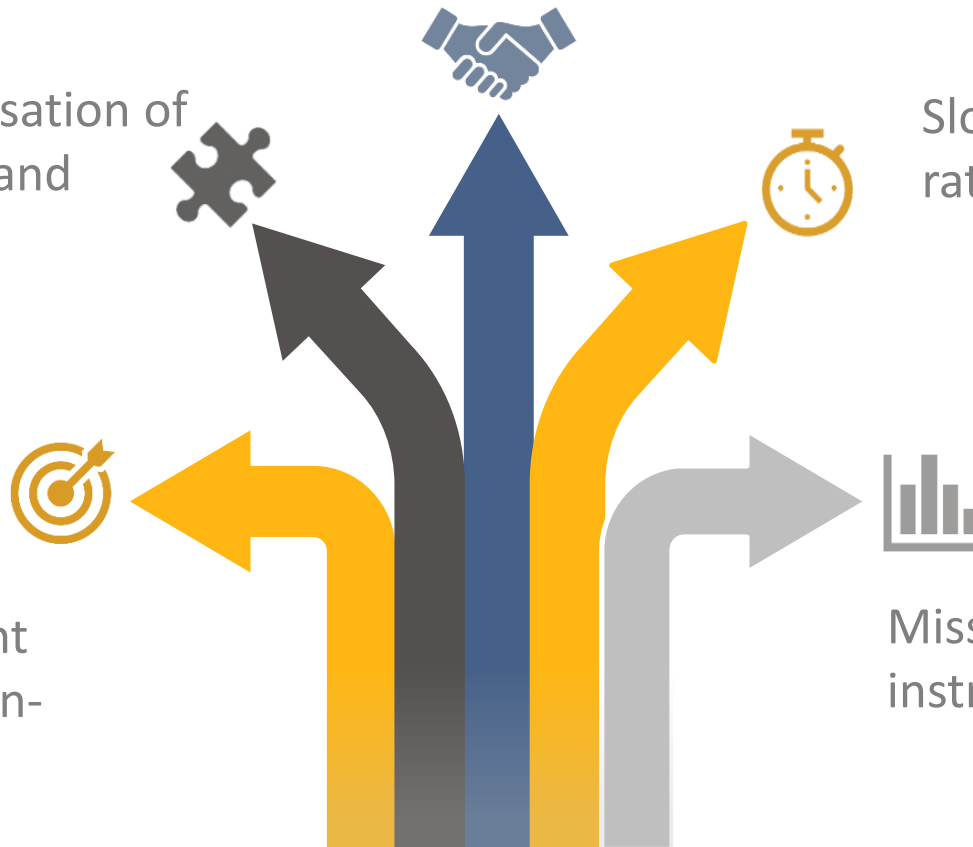 sation of
and
Slo
rat
nt
n-
Miss
instr